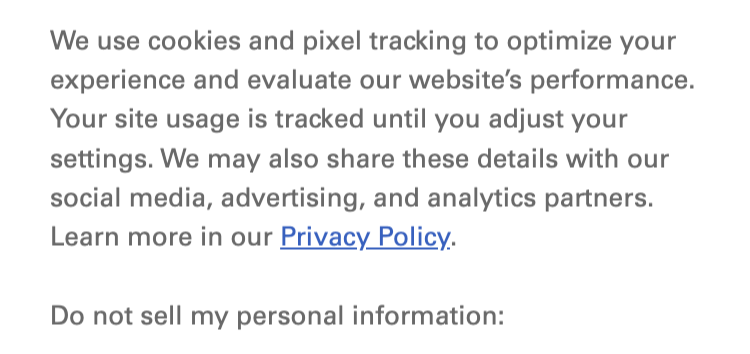 We use cookies and pixel tracking to optimize your
experience and evaluate our website’s performance.
Your site usage is tracked until you adjust your
settings. We may also share these details with our
social media, advertising, and analytics partners.
Learn more in our Privacy Policy.
Do not sell my personal information: